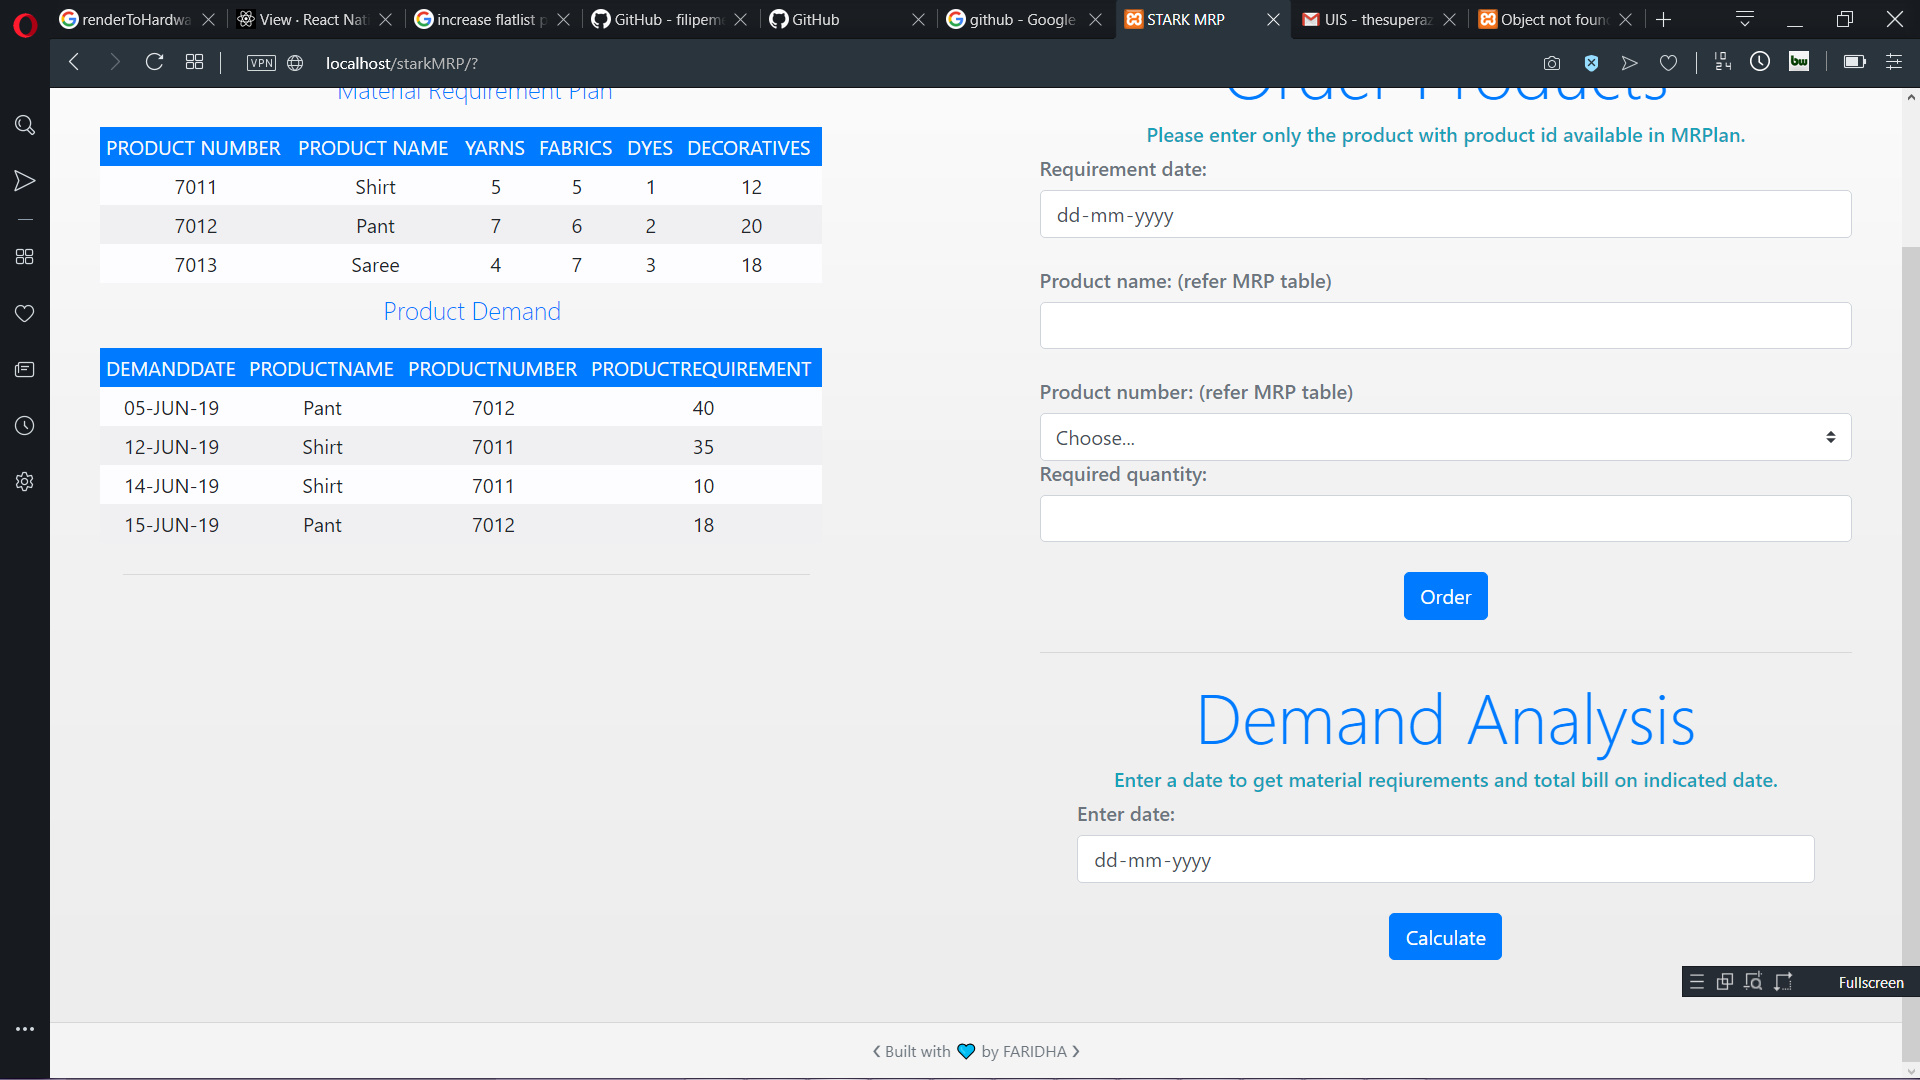 renderToHardwa
View · React Nati
increase flatlist p
GitHub - filipeme
GitHub
github - Google
STARK MRP
UIS - thesuperaz
Object not foun
VPN
localhost/starkMRP/?
Material Requirement Plan
PRODUCT NUMBER PRODUCT NAME YARNS FABRICS DYES DECORATIVES
7011 Shirt 5 5 1 12
7012 Pant 7 6 2 20
7013 Saree 4 7 3 18
Product Demand
DEMANDDATE PRODUCTNAME PRODUCTNUMBER PRODUCTREQUIREMENT
05-JUN-19 Pant 7012 40
12-JUN-19 Shirt 7011 35
14-JUN-19 Shirt 7011 10
15-JUN-19 Pant 7012 18
Order Products
Please enter only the product with product id available in MRPlan.
Requirement date:
dd-mm-yyyy
Product name: (refer MRP table)
Product number: (refer MRP table)
Choose...
Required quantity:
Order
Demand Analysis
Enter a date to get material reqiurements and total bill on indicated date.
Enter date:
dd-mm-yyyy
Calculate
Fullscreen
Built with 💙 by FARIDHA